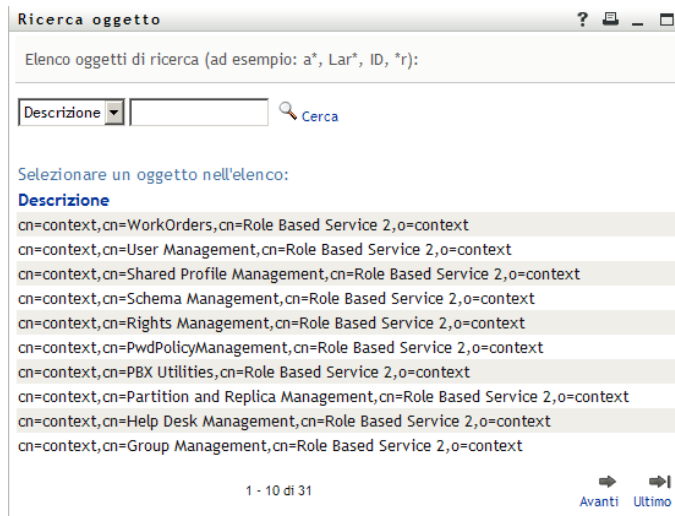 Ricerca oggetto ?
Elenco oggetti di ricerca (ad esempio: a*, Lar*, ID, *r):
Descrizione Cerca
Selezionare un oggetto nell'elenco:
Descrizione
cn=context,cn=WorkOrders,cn=Role Based Service 2,o=context
cn=context,cn=User Management,cn=Role Based Service 2,o=context
cn=context,cn=Shared Profile Management,cn=Role Based Service 2,o=context
cn=context,cn=Schema Management,cn=Role Based Service 2,o=context
cn=context,cn=Rights Management,cn=Role Based Service 2,o=context
cn=context,cn=PwdPolicyManagement,cn=Role Based Service 2,o=context
cn=context,cn=PBX Utilities,cn=Role Based Service 2,o=context
cn=context,cn=Partition and Replica Management,cn=Role Based Service 2,o=context
cn=context,cn=Help Desk Management,cn=Role Based Service 2,o=context
cn=context,cn=Group Management,cn=Role Based Service 2,o=context
1 - 10 di 31
Avanti Ultimo